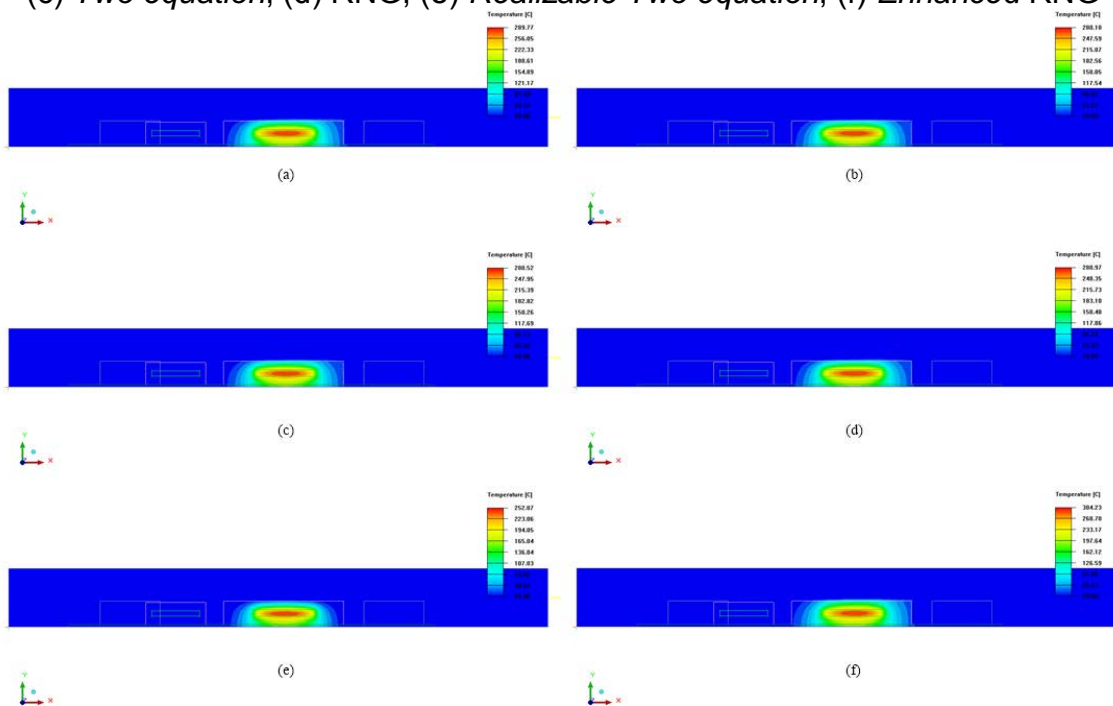 (c) Two equation; (d) RNG; (e) Realizable Two equation; (f) Enhanced RNG
Temperature [C]
289.77
256.05
222.33
188.61
154.89
121.17
(a)
Y
X
Temperature [C]
280.10
247.59
215.07
182.56
150.05
117.54
(b)
Y
X
Temperature [C]
280.52
247.95
215.39
182.82
150.26
117.69
(c)
Y
X
Temperature [C]
280.97
248.35
215.73
183.10
150.48
117.86
(d)
Y
X
Temperature [C]
252.07
223.06
194.05
165.04
136.04
107.03
(e)
Y
X
Temperature [C]
304.23
268.70
233.17
197.64
162.12
126.59
(f)
Y
X